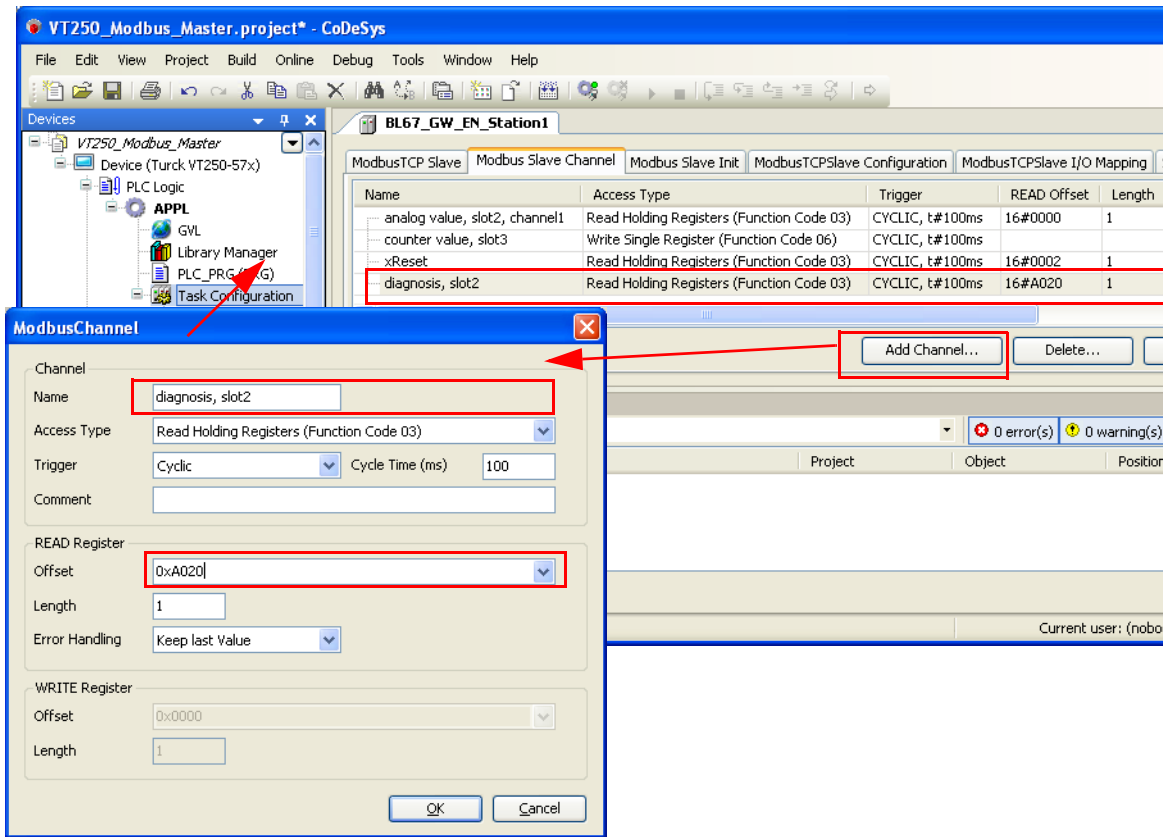 VT250_Modbus_Master.project* - CoDeSys
File Edit View Project Build Online Debug Tools Window Help
Devices
VT250_Modbus_Master
Device (Turck VT250-57x)
PLC Logic
APPL
GVL
Library Manager
PLC_PRG (PRG)
Task Configuration
BL67_GW_EN_Station1
ModbusTCP Slave Modbus Slave Channel Modbus Slave Init ModbusTCPSlave Configuration ModbusTCPSlave I/O Mapping
Name Access Type Trigger READ Offset Length
analog value, slot2, channel1 Read Holding Registers (Function Code 03) CYCLIC, t#100ms 16#0000 1
counter value, slot3 Write Single Register (Function Code 06) CYCLIC, t#100ms
xReset Read Holding Registers (Function Code 03) CYCLIC, t#100ms 16#0002 1
diagnosis, slot2 Read Holding Registers (Function Code 03) CYCLIC, t#100ms 16#A020 1
Add Channel... Delete...
0 error(s) 0 warning(s)
Project Object Position
Current user: (nobo
ModbusChannel
Channel
Name diagnosis, slot2
Access Type Read Holding Registers (Function Code 03)
Trigger Cyclic Cycle Time (ms) 100
Comment
READ Register
Offset 0xA020
Length 1
Error Handling Keep last Value
WRITE Register
Offset 0x0000
Length 1
OK Cancel